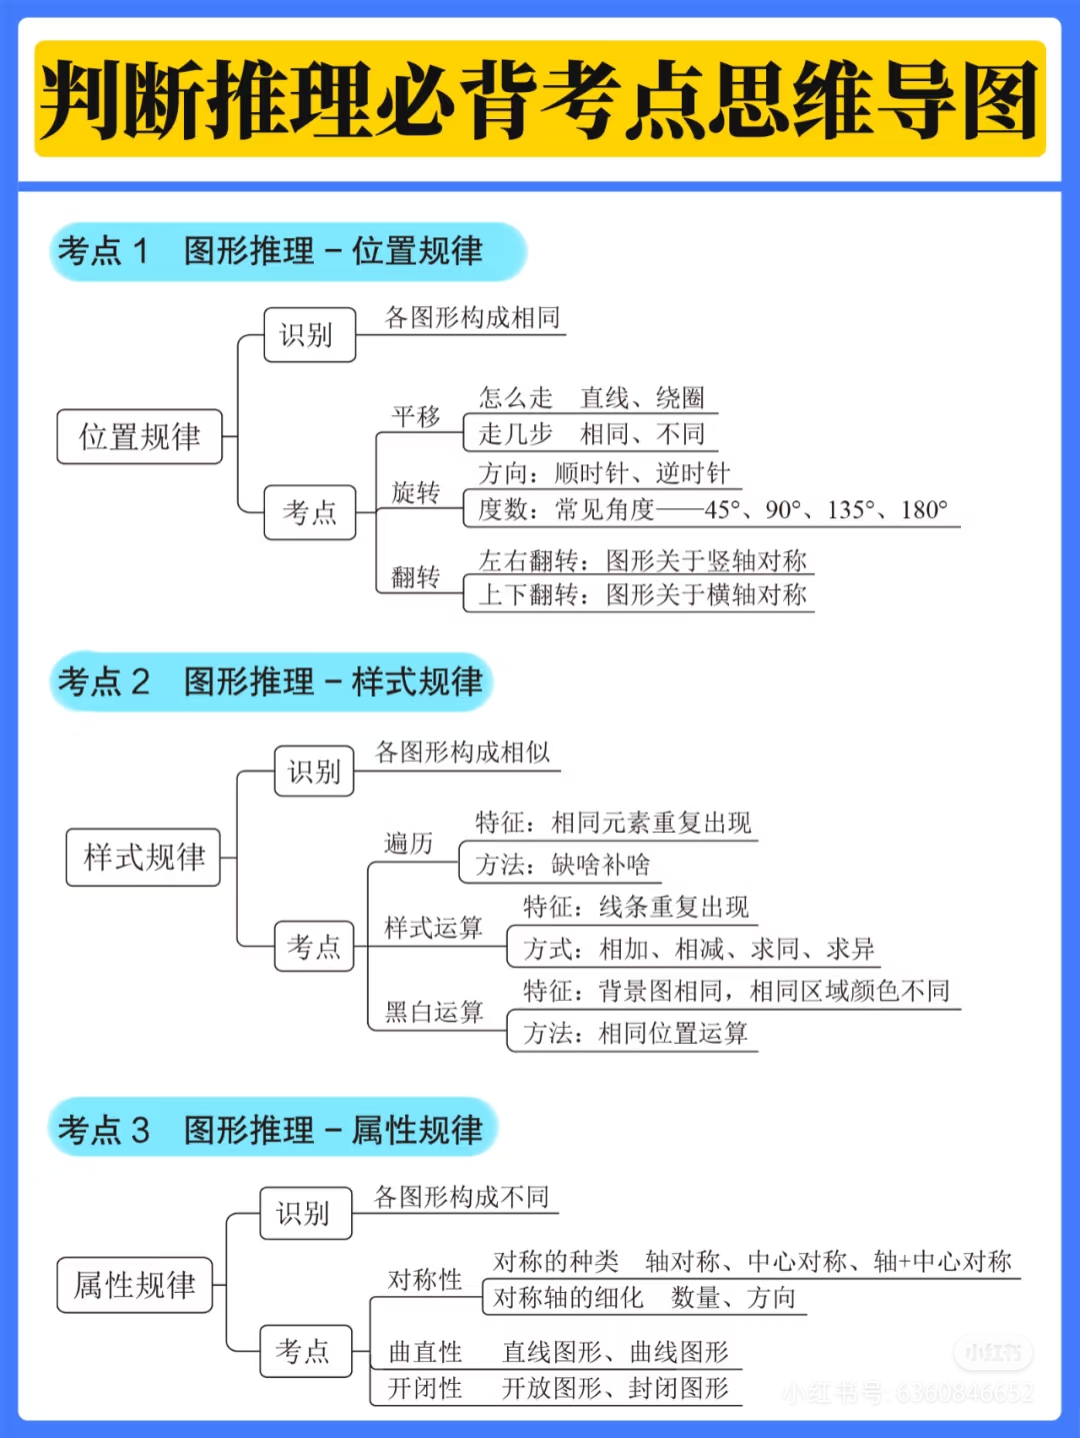 判断推理必背考点思维导图
考点 1 图形推理 – 位置规律
位置规律
识别
各图形构成相同
考点
平移
怎么走 直线、绕圈
走几步 相同、不同
旋转
方向：顺时针、逆时针
度数：常见角度——45°、90°、135°、180°
翻转
左右翻转：图形关于竖轴对称
上下翻转：图形关于横轴对称
考点 2 图形推理 – 样式规律
样式规律
识别
各图形构成相似
考点
遍历
特征：相同元素重复出现
方法：缺啥补啥
样式运算
特征：线条重复出现
方式：相加、相减、求同、求异
黑白运算
特征：背景图相同，相同区域颜色不同
方法：相同位置运算
考点 3 图形推理 – 属性规律
属性规律
识别
各图形构成不同
考点
对称性
对称的种类 轴对称、中心对称、轴+中心对称
对称轴的细化 数量、方向
曲直性 直线图形、曲线图形
开闭性 开放图形、封闭图形
小红书
小红书号: 6360846652